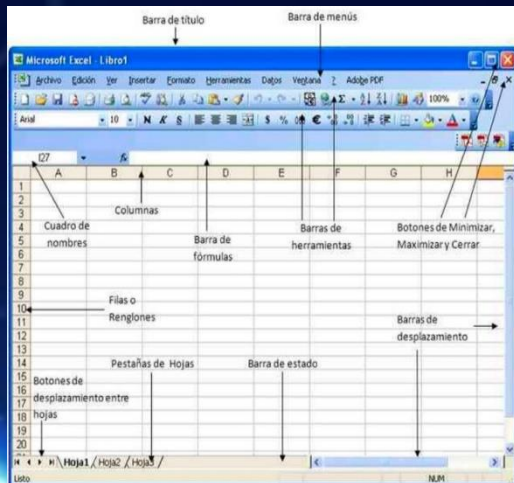 Barra de título
Barra de menús
Microsoft Excel - Libro1
Archivo Edición Ver Insertar Formato Herramientas Datos Ventana ? Adobe PDF
100%
Arial 10 N K S $ % €
I27 fx
A B C D E F G H
1
2
3
4
5
6
7
8
9
10
11
12
13
14
15
16
17
18
19
20
Columnas
Cuadro de
nombres
Barra de
fórmulas
Barras de
herramientas
Botones de Minimizar,
Maximizar y Cerrar
Filas o
Renglones
Barras de
desplazamiento
Pestañas de Hojas
Barra de estado
Botones de
desplazamiento entre
hojas
Hoja1 Hoja2 Hoja3
Listo NUM